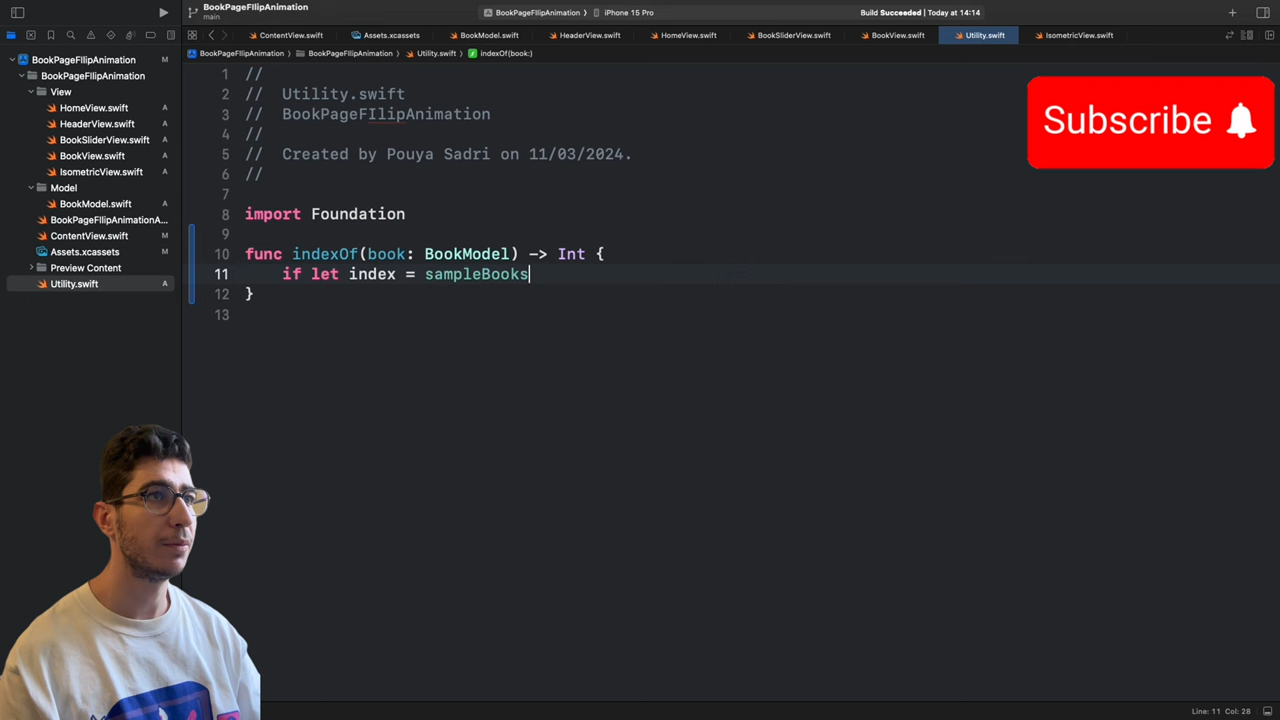 BookPageFIlipAnimation
main
BookPageFIlipAnimation
iPhone 15 Pro
Build Succeeded | Today at 14:14
ContentView.swift
Assets.xcassets
BookModel.swift
HeaderView.swift
HomeView.swift
BookSliderView.swift
BookView.swift
Utility.swift
IsometricView.swift
BookPageFIlipAnimation
BookPageFIlipAnimation
Utility.swift
indexOf(book:)
BookPageFIlipAnimation M
BookPageFIlipAnimation
View
HomeView.swift A
HeaderView.swift A
BookSliderView.swift A
BookView.swift A
IsometricView.swift A
Model
BookModel.swift A
BookPageFIlipAnimationA... A
ContentView.swift A
Assets.xcassets A
Preview Content
Utility.swift A
1 //
2 // Utility.swift
3 // BookPageFIlipAnimation
4 //
5 // Created by Pouya Sadri on 11/03/2024.
6 //
7
8 import Foundation
9
10 func indexOf(book: BookModel) -> Int {
11 if let index = sampleBooks
12 }
13
Subscribe
Line: 11 Col: 28